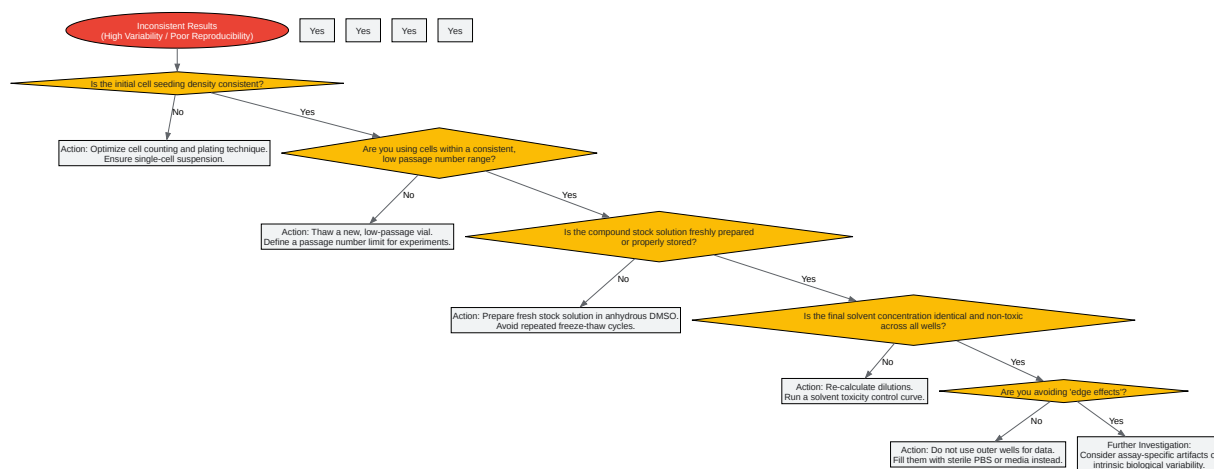 Inconsistent Results
(High Variability / Poor Reproducibility)
Yes
Yes
Yes
Yes
Is the initial cell seeding density consistent?
No
Yes
Action: Optimize cell counting and plating technique.
Ensure single-cell suspension.
Are you using cells within a consistent,
low passage number range?
No
Yes
Action: Thaw a new, low-passage vial.
Define a passage number limit for experiments.
Is the compound stock solution freshly prepared
or properly stored?
No
Yes
Action: Prepare fresh stock solution in anhydrous DMSO.
Avoid repeated freeze-thaw cycles.
Is the final solvent concentration identical and non-toxic
across all wells?
No
Yes
Action: Re-calculate dilutions.
Run a solvent toxicity control curve.
Are you avoiding 'edge effects'?
No
Yes
Action: Do not use outer wells for data.
Fill them with sterile PBS or media instead.
Further Investigation:
Consider assay-specific artifacts
intrinsic biological variability.